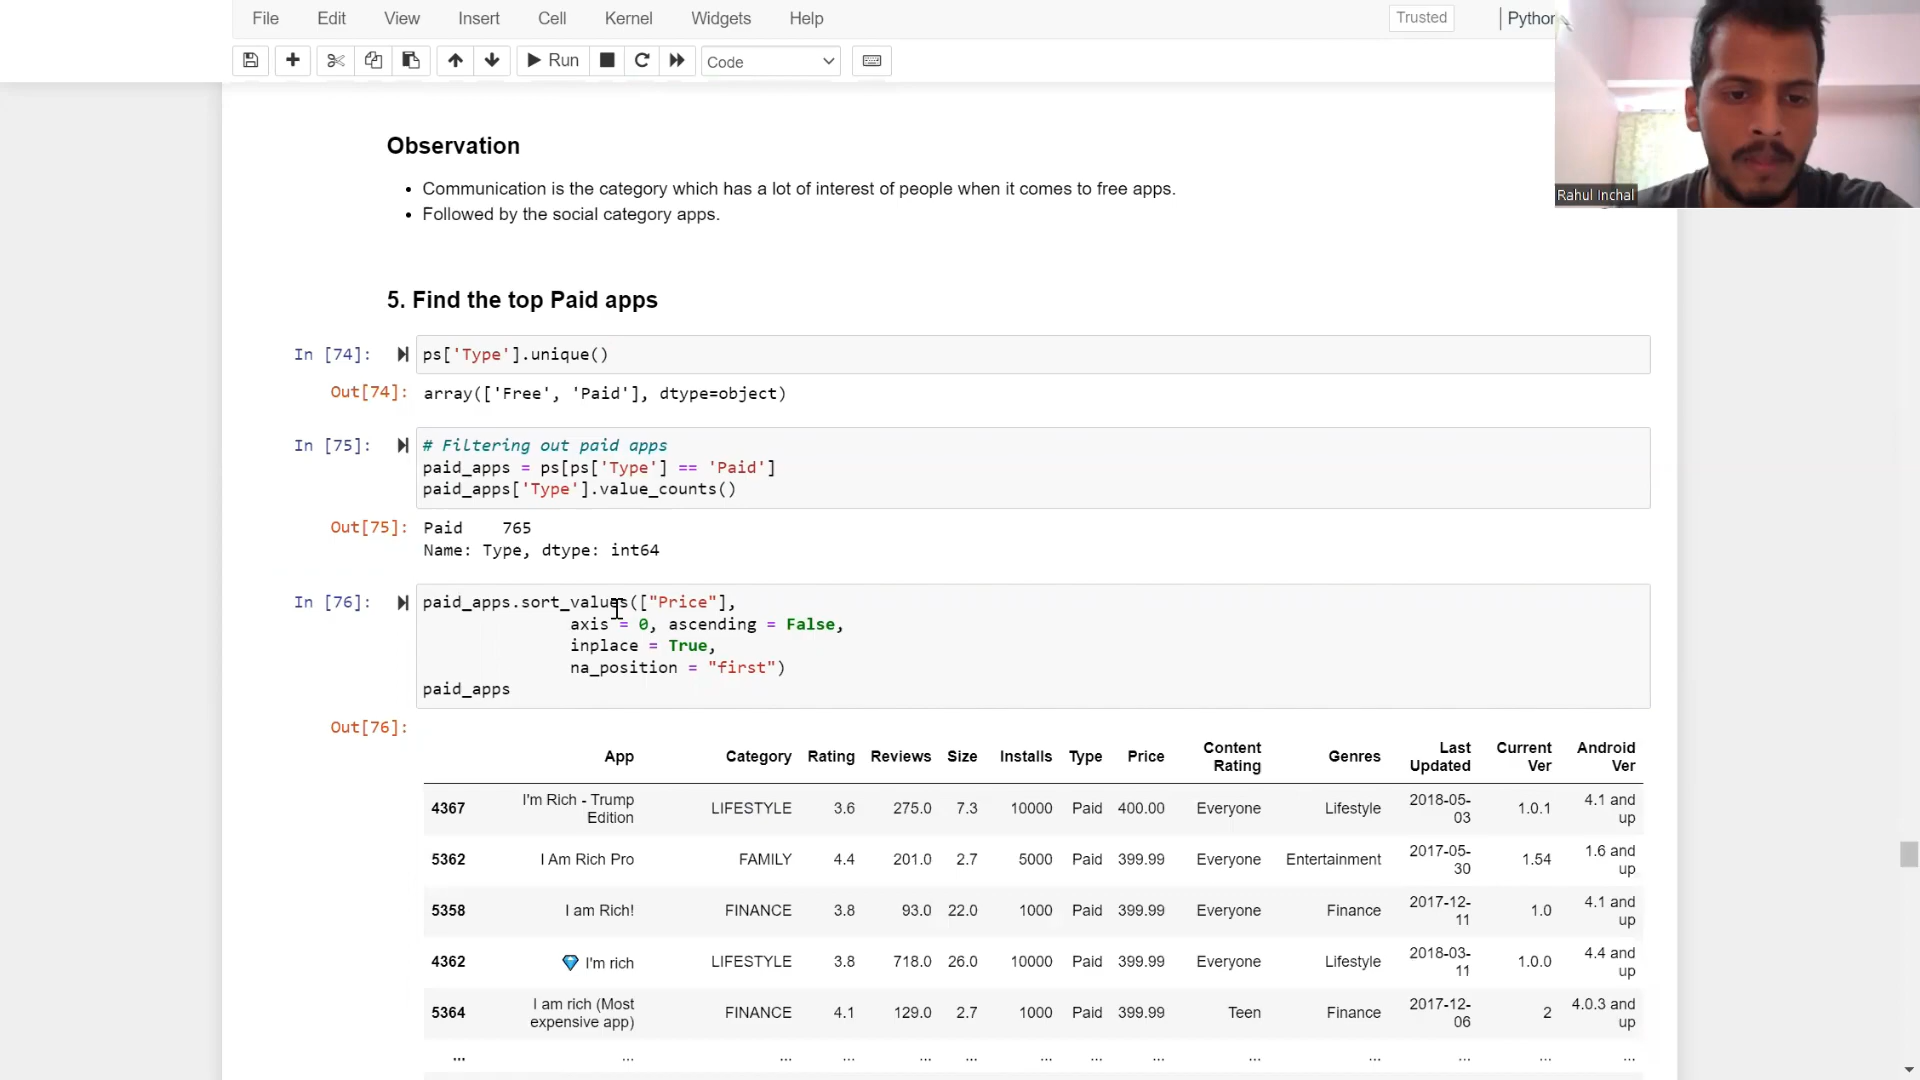 File Edit View Insert Cell Kernel Widgets Help Trusted Python
Run Code
Rahul Inchal
Observation
• Communication is the category which has a lot of interest of people when it comes to free apps.
• Followed by the social category apps.
5. Find the top Paid apps
In [74]: ps['Type'].unique()
Out[74]: array(['Free', 'Paid'], dtype=object)
In [75]: # Filtering out paid apps
paid_apps = ps[ps['Type'] == 'Paid']
paid_apps['Type'].value_counts()
Out[75]: Paid 765
Name: Type, dtype: int64
In [76]: paid_apps.sort_values(["Price"],
axis = 0, ascending = False,
inplace = True,
na_position = "first")
paid_apps
Out[76]:
App Category Rating Reviews Size Installs Type Price Content Rating Genres Last Updated Current Ver Android Ver
4367 I'm Rich - Trump Edition LIFESTYLE 3.6 275.0 7.3 10000 Paid 400.00 Everyone Lifestyle 2018-05-03 1.0.1 4.1 and up
5362 I Am Rich Pro FAMILY 4.4 201.0 2.7 5000 Paid 399.99 Everyone Entertainment 2017-05-30 1.54 1.6 and up
5358 I am Rich! FINANCE 3.8 93.0 22.0 1000 Paid 399.99 Everyone Finance 2017-12-11 1.0 4.1 and up
4362 💎 I'm rich LIFESTYLE 3.8 718.0 26.0 10000 Paid 399.99 Everyone Lifestyle 2018-03-11 1.0.0 4.4 and up
5364 I am rich (Most expensive app) FINANCE 4.1 129.0 2.7 1000 Paid 399.99 Teen Finance 2017-12-06 2 4.0.3 and up
... ... ... ... ... ... ... ... ... ... ... ... ... ...